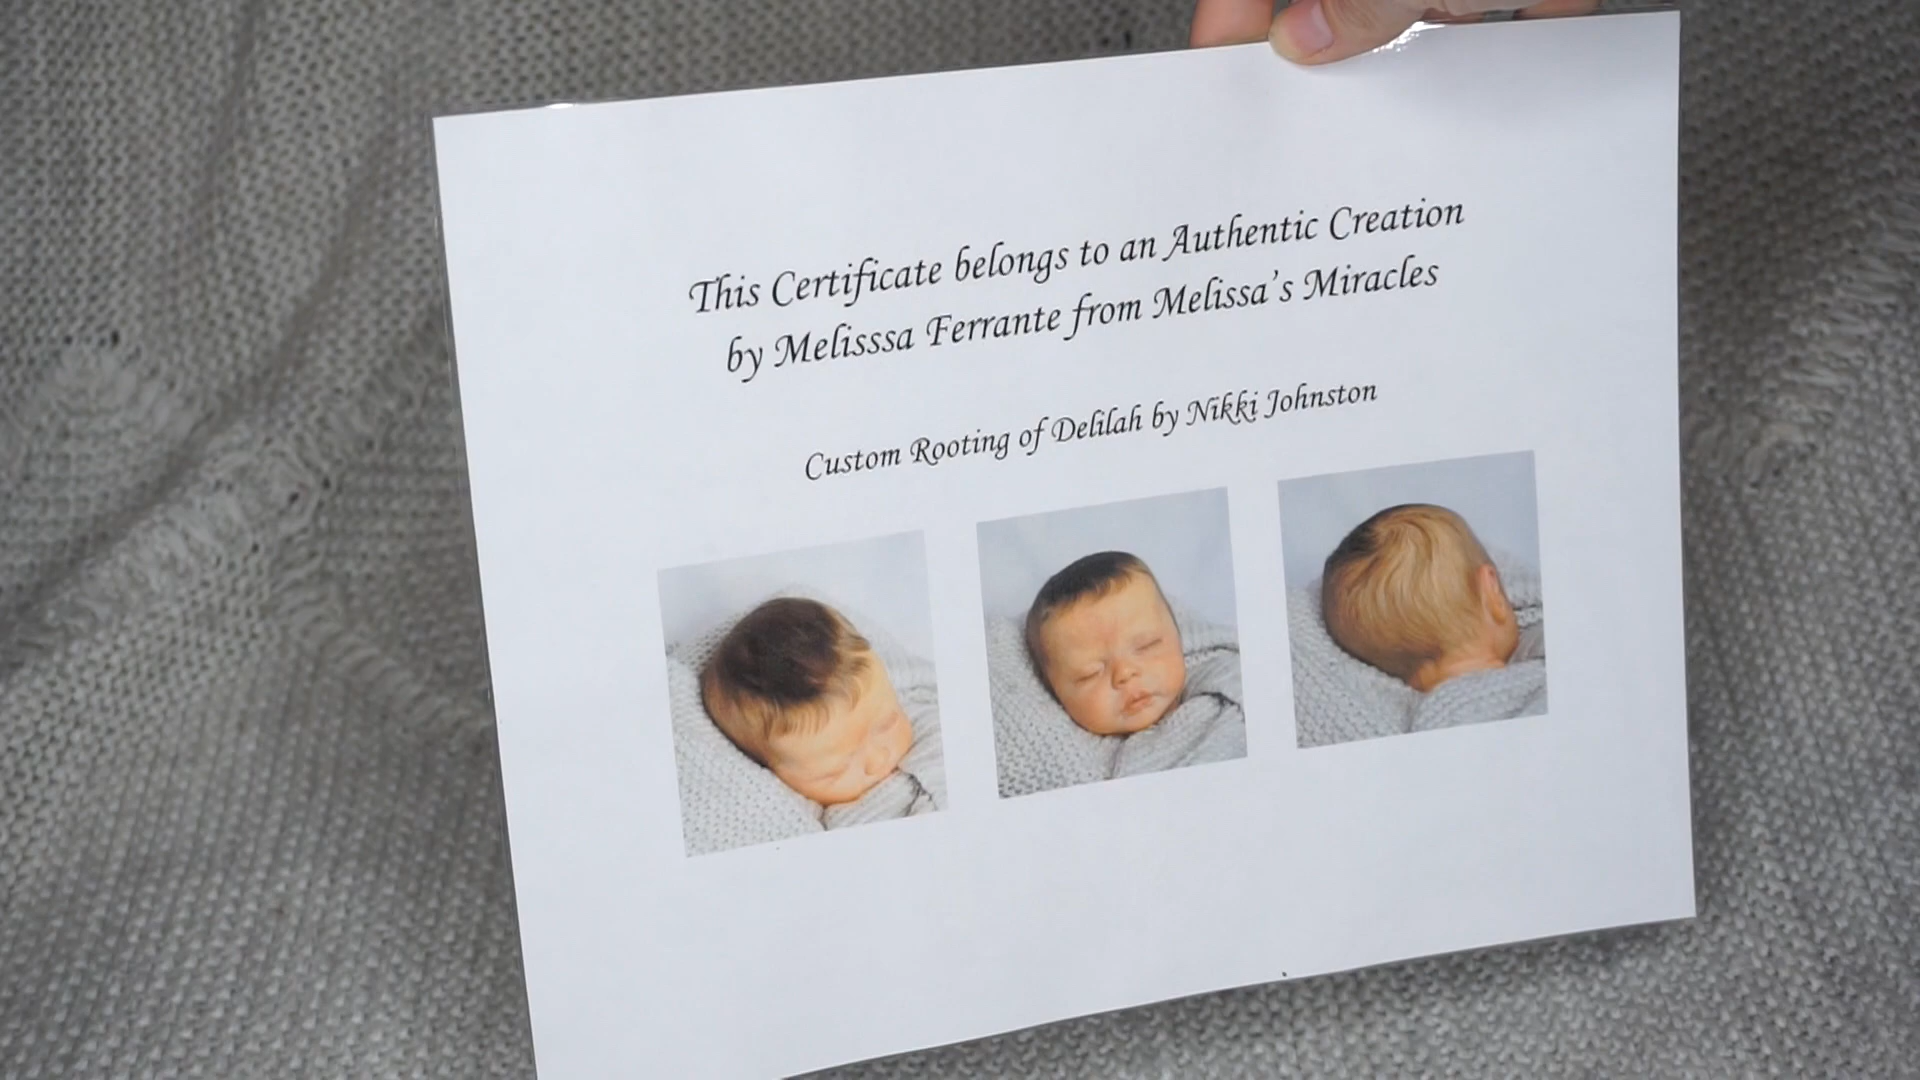 This Certificate belongs to an Authentic Creation
by Melisssa Ferrante from Melissa's Miracles
Custom Rooting of Delilah by Nikki Johnston